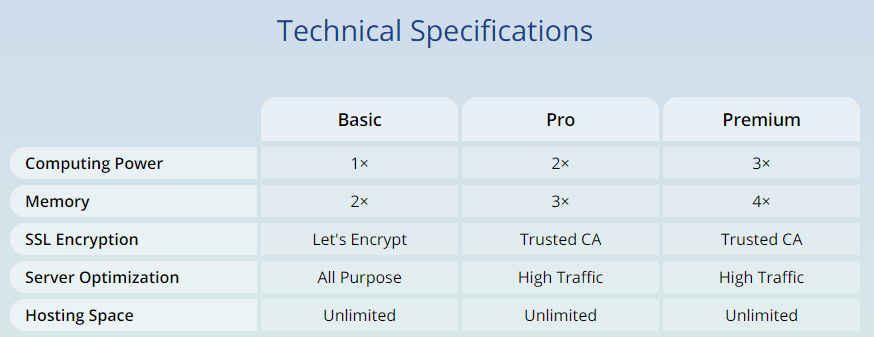 Technical Specifications
Basic Pro Premium
Computing Power 1× 2× 3×
Memory 2× 3× 4×
SSL Encryption Let's Encrypt Trusted CA Trusted CA
Server Optimization All Purpose High Traffic High Traffic
Hosting Space Unlimited Unlimited Unlimited